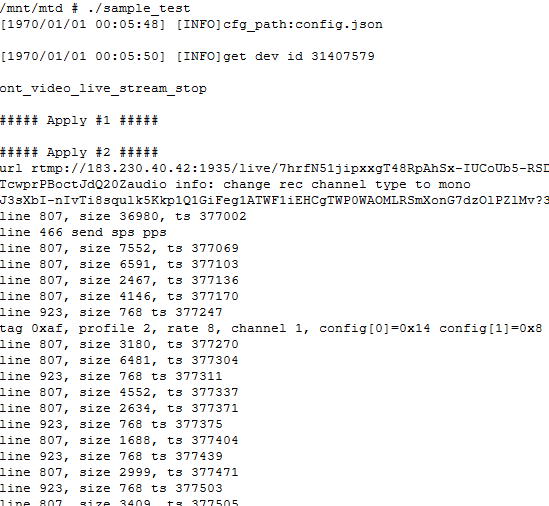 /mnt/mtd # ./sample_test
[1970/01/01 00:05:48] [INFO]cfg_path:config.json
[1970/01/01 00:05:50] [INFO]get dev id 31407579
ont_video_live_stream_stop
##### Apply #1 #####
##### Apply #2 #####
url rtmp://183.230.40.42:1935/live/7hrfN51jipxxgT48RpAhSx-IUCoUb5-RSD
TcwprPBoctJdQ20Zaudio info: change rec channel type to mono
J3sXbI-nIvTi8squlk5Kkp1Q1GiFeg1ATWF1iEHCgTWP0WAOMLRSmXonG7dzOlPZlMv?3
line 807, size 36980, ts 377002
line 466 send sps pps
line 807, size 7552, ts 377069
line 807, size 6591, ts 377103
line 807, size 2467, ts 377136
line 807, size 4146, ts 377170
line 923, size 768 ts 377247
tag 0xaf, profile 2, rate 8, channel 1, config[0]=0x14 config[1]=0x8
line 807, size 3180, ts 377270
line 807, size 6481, ts 377304
line 923, size 768 ts 377311
line 807, size 4552, ts 377337
line 807, size 2634, ts 377371
line 923, size 768 ts 377375
line 807, size 1688, ts 377404
line 923, size 768 ts 377439
line 807, size 2999, ts 377471
line 923, size 768 ts 377503
line 807, size 3409, ts 377505